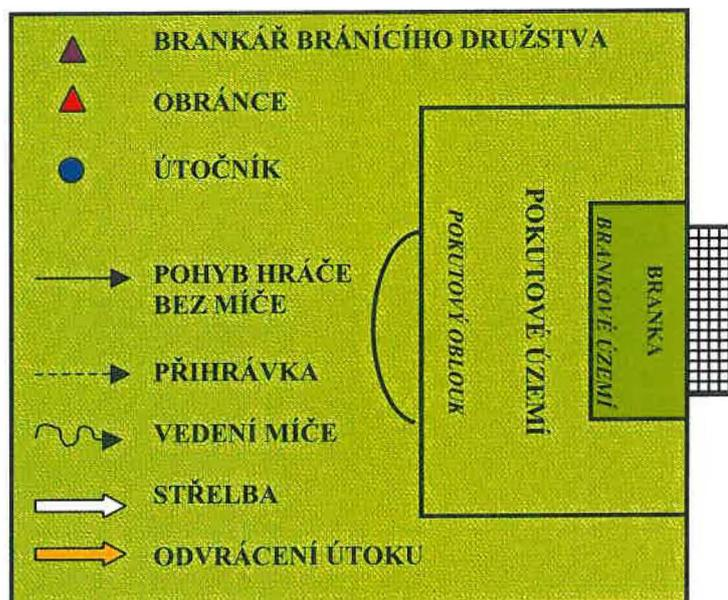 BRANKÁŘ BRÁNÍCÍHO DRUŽSTVA
OBRÁNCE
ÚTOČNÍK
POHYB HRÁČE
BEZ MÍČE
PŘIHRÁVKA
VEDENÍ MÍČE
STŘELBA
ODVRÁCENÍ ÚTOKU
POKUTOVÝ OBLOUK
POKUTOVÉ ÚZEMÍ
BRANKOVÉ ÚZEMÍ
BRANKA